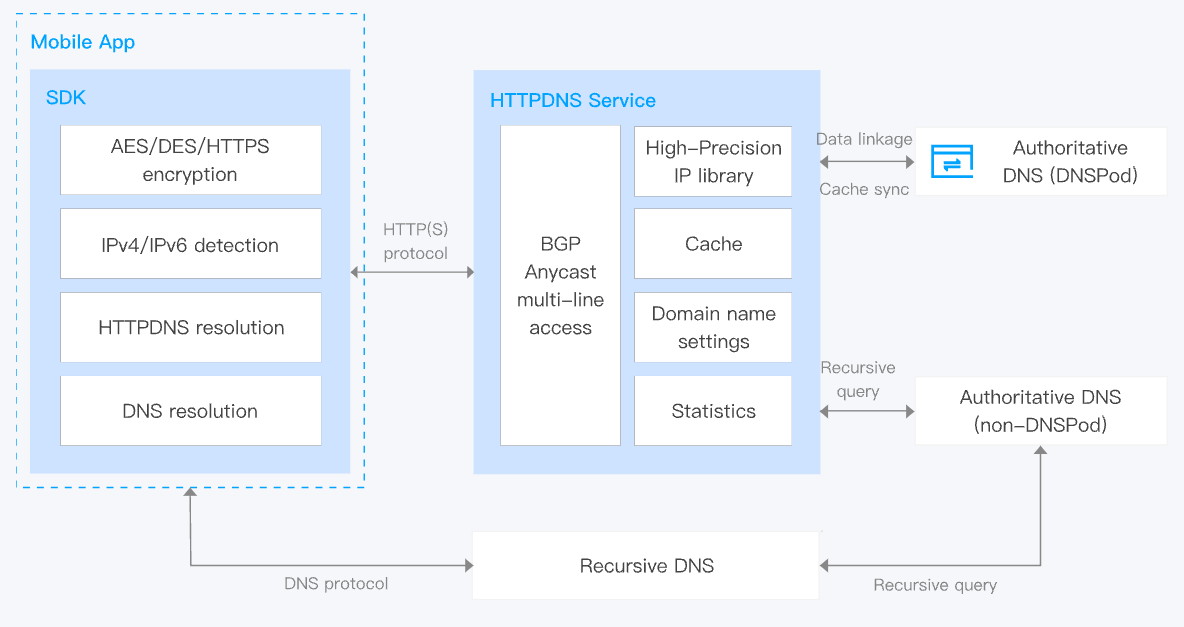 Mobile App
SDK
AES/DES/HTTPS
encryption
IPv4/IPv6 detection
HTTPDNS resolution
DNS resolution
HTTP(S)
protocol
HTTPDNS Service
BGP
Anycast
multi-line
access
High-Precision
IP library
Cache
Domain name
settings
Statistics
Data linkage
Cache sync
Authoritative
DNS (DNSPod)
Recursive
query
Authoritative DNS
(non-DNSPod)
DNS protocol
Recursive DNS
Recursive query